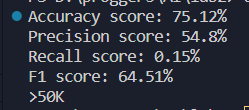 Accuracy score: 75.12%
Precision score: 54.8%
Recall score: 0.15%
F1 score: 64.51%
>50K